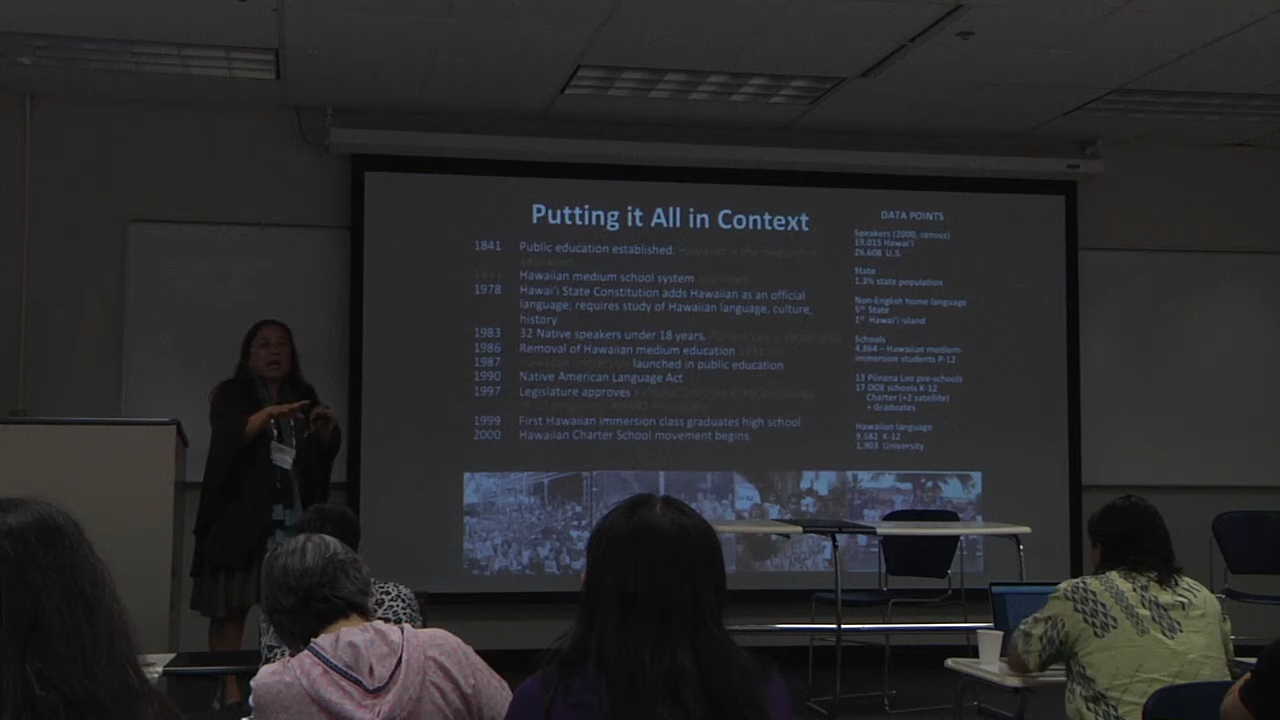 Putting it All in Context
1841 Public education established.
Hawaiian medium school system
1978 Hawai'i State Constitution adds Hawaiian as an official
language; requires study of Hawaiian language, culture,
history
1983 32 Native speakers under 18 years.
1986 Removal of Hawaiian medium education
1987 launched in public education
1990 Native American Language Act
1997 Legislature approves
1999 First Hawaiian immersion class graduates high school
2000 Hawaiian Charter School movement begins
DATA POINTS
Speakers (2000, census)
19,015 Hawai'i
26,608 U.S.
State
1.3% state population
Non-English home language
5th State
1st Hawai'i island
Schools
4,864 – Hawaiian medium-
immersion students P-12
13 Pūnana Leo pre-schools
17 DOE schools K-12
Charter (+2 satellite)
+ Graduates
Hawaiian language
9,582 K-12
1,903 University